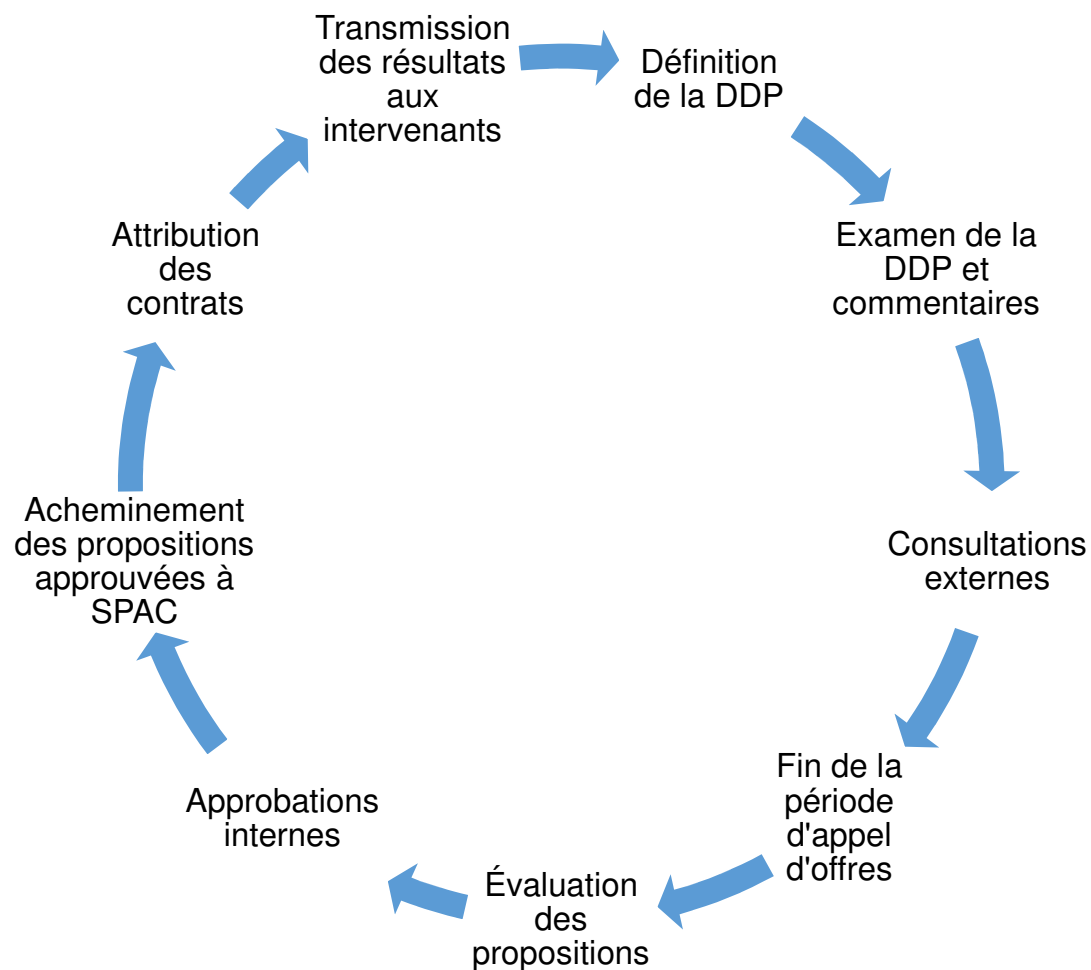 Transmission
des résultats
aux
intervenants
Définition
de la DDP
Examen de la
DDP et
commentaires
Consultations
externes
Fin de la
période
d'appel
d'offres
Évaluation
des
propositions
Approbations
internes
Acheminement
des propositions
approuvées à
SPAC
Attribution
des
contrats